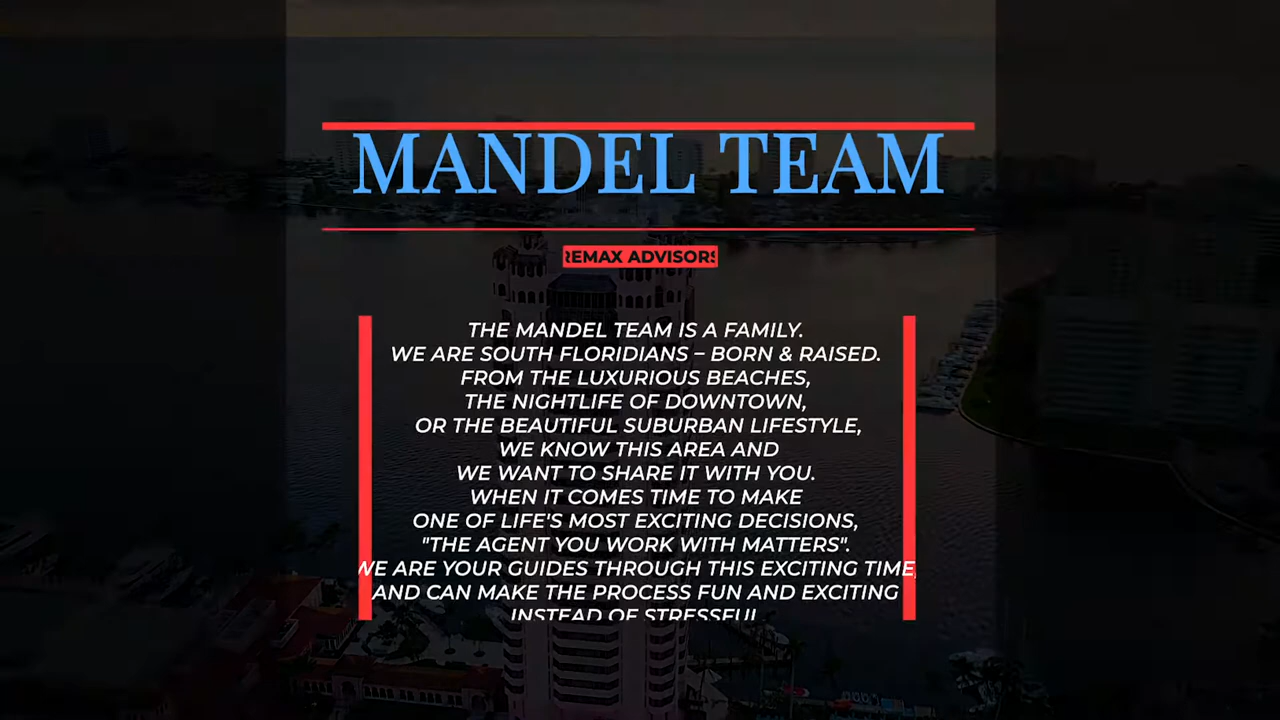 MANDEL TEAM
REMAX ADVISORS
THE MANDEL TEAM IS A FAMILY.
WE ARE SOUTH FLORIDIANS – BORN & RAISED.
FROM THE LUXURIOUS BEACHES,
THE NIGHTLIFE OF DOWNTOWN,
OR THE BEAUTIFUL SUBURBAN LIFESTYLE,
WE KNOW THIS AREA AND
WE WANT TO SHARE IT WITH YOU.
WHEN IT COMES TIME TO MAKE
ONE OF LIFE'S MOST EXCITING DECISIONS,
"THE AGENT YOU WORK WITH MATTERS".
WE ARE YOUR GUIDES THROUGH THIS EXCITING TIME,
AND CAN MAKE THE PROCESS FUN AND EXCITING
INSTEAD OF STRESSFUL